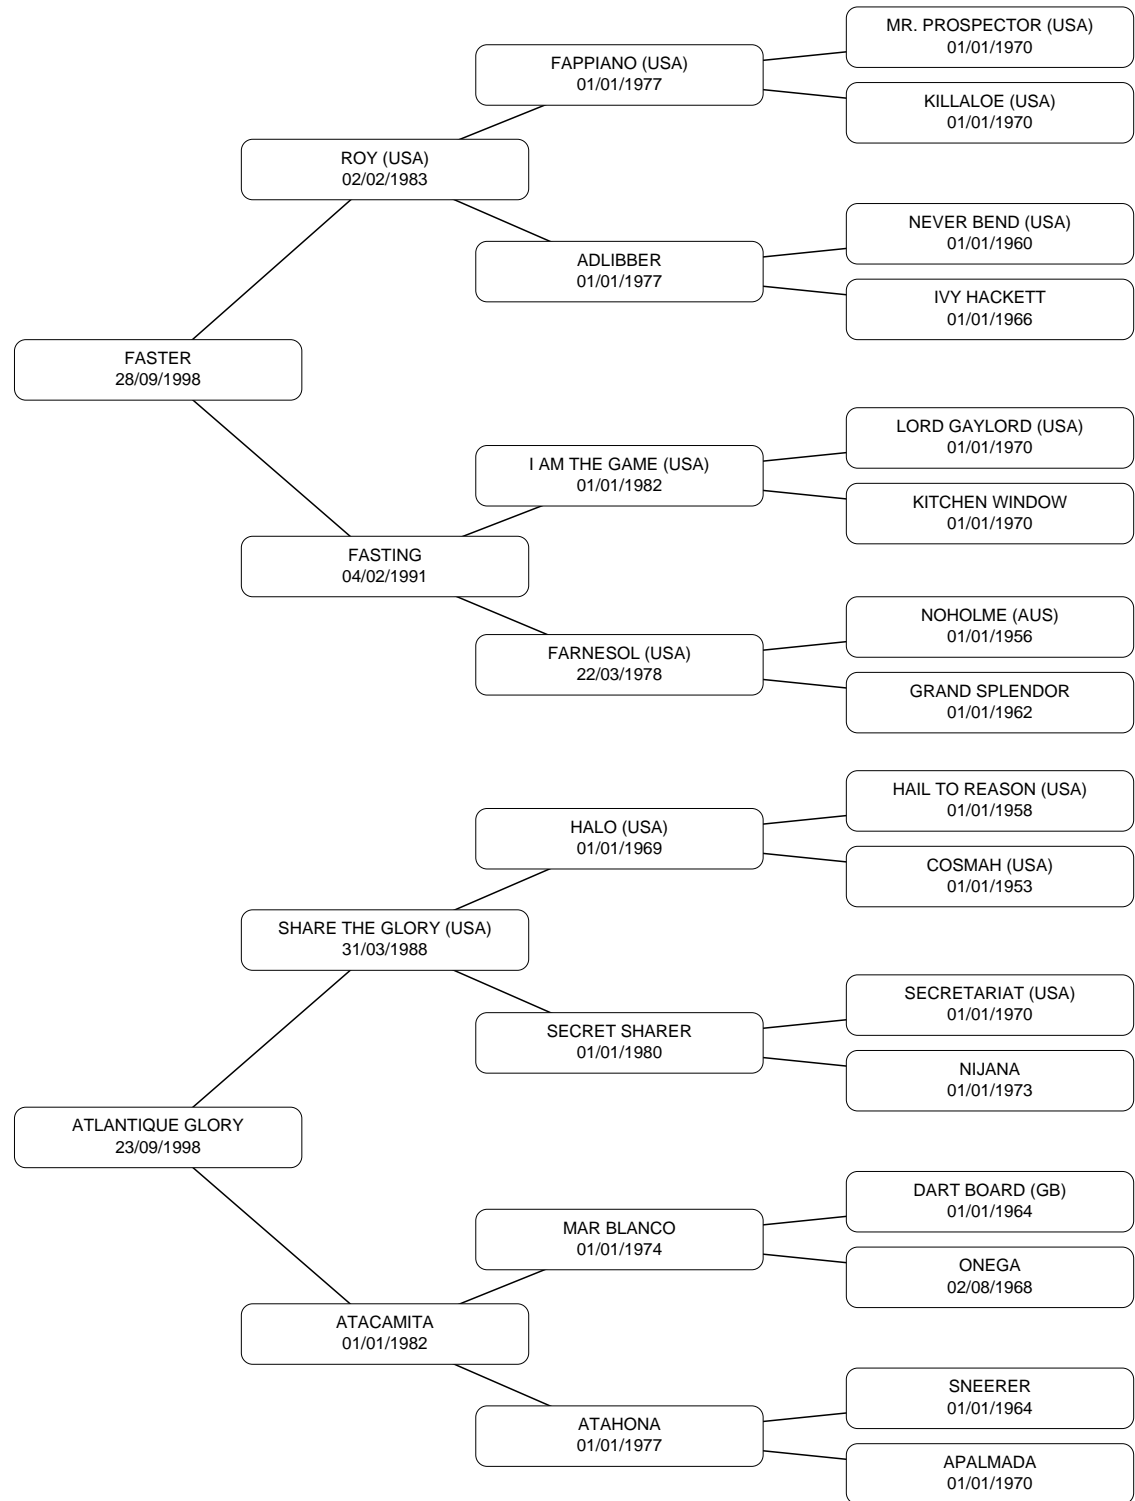 MR. PROSPECTOR (USA)
01/01/1970
FAPPIANO (USA)
01/01/1977
KILLALOE (USA)
01/01/1970
ROY (USA)
02/02/1983
NEVER BEND (USA)
01/01/1960
ADLIBBER
01/01/1977
IVY HACKETT
01/01/1966
FASTER
28/09/1998
LORD GAYLORD (USA)
01/01/1970
I AM THE GAME (USA)
01/01/1982
KITCHEN WINDOW
01/01/1970
FASTING
04/02/1991
NOHOLME (AUS)
01/01/1956
FARNESOL (USA)
22/03/1978
GRAND SPLENDOR
01/01/1962
HAIL TO REASON (USA)
01/01/1958
HALO (USA)
01/01/1969
COSMAH (USA)
01/01/1953
SHARE THE GLORY (USA)
31/03/1988
SECRETARIAT (USA)
01/01/1970
SECRET SHARER
01/01/1980
NIJANA
01/01/1973
ATLANTIQUE GLORY
23/09/1998
DART BOARD (GB)
01/01/1964
MAR BLANCO
01/01/1974
ONEGA
02/08/1968
ATACAMITA
01/01/1982
SNEERER
01/01/1964
ATAHONA
01/01/1977
APALMADA
01/01/1970